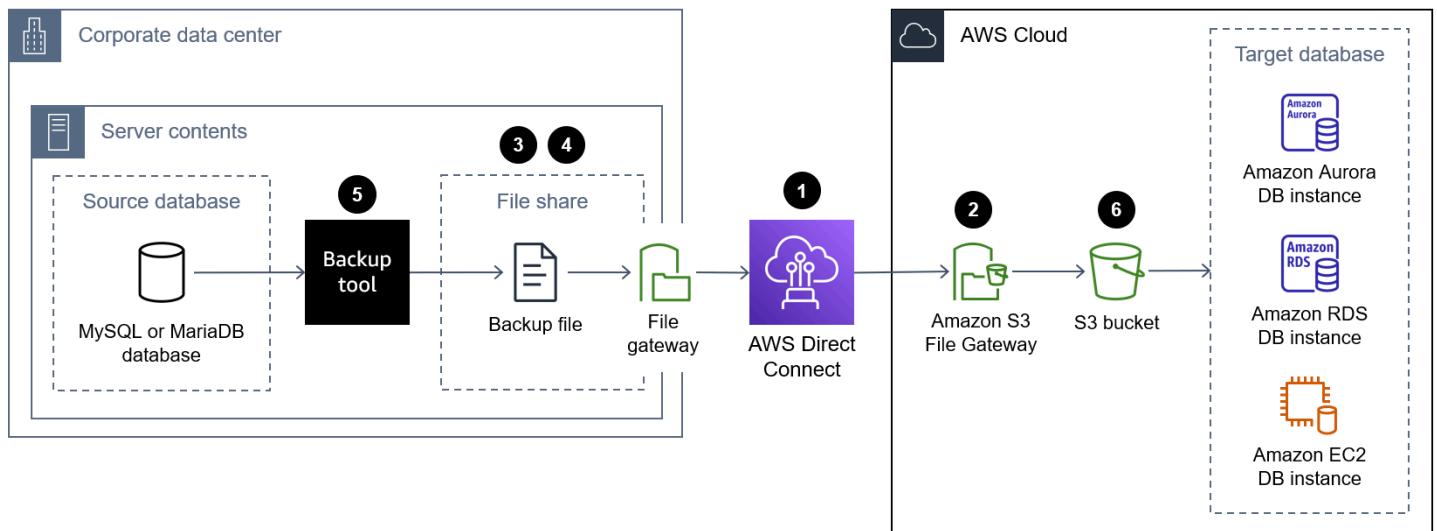 Corporate data center
Server contents
Source database
MySQL or MariaDB
database
5
Backup
tool
3
4
File share
Backup file
File
gateway
1
AWS Direct
Connect
AWS Cloud
2
Amazon S3
File Gateway
6
S3 bucket
Target database
Amazon
Aurora
Amazon Aurora
DB instance
Amazon
RDS
Amazon RDS
DB instance
Amazon EC2
DB instance